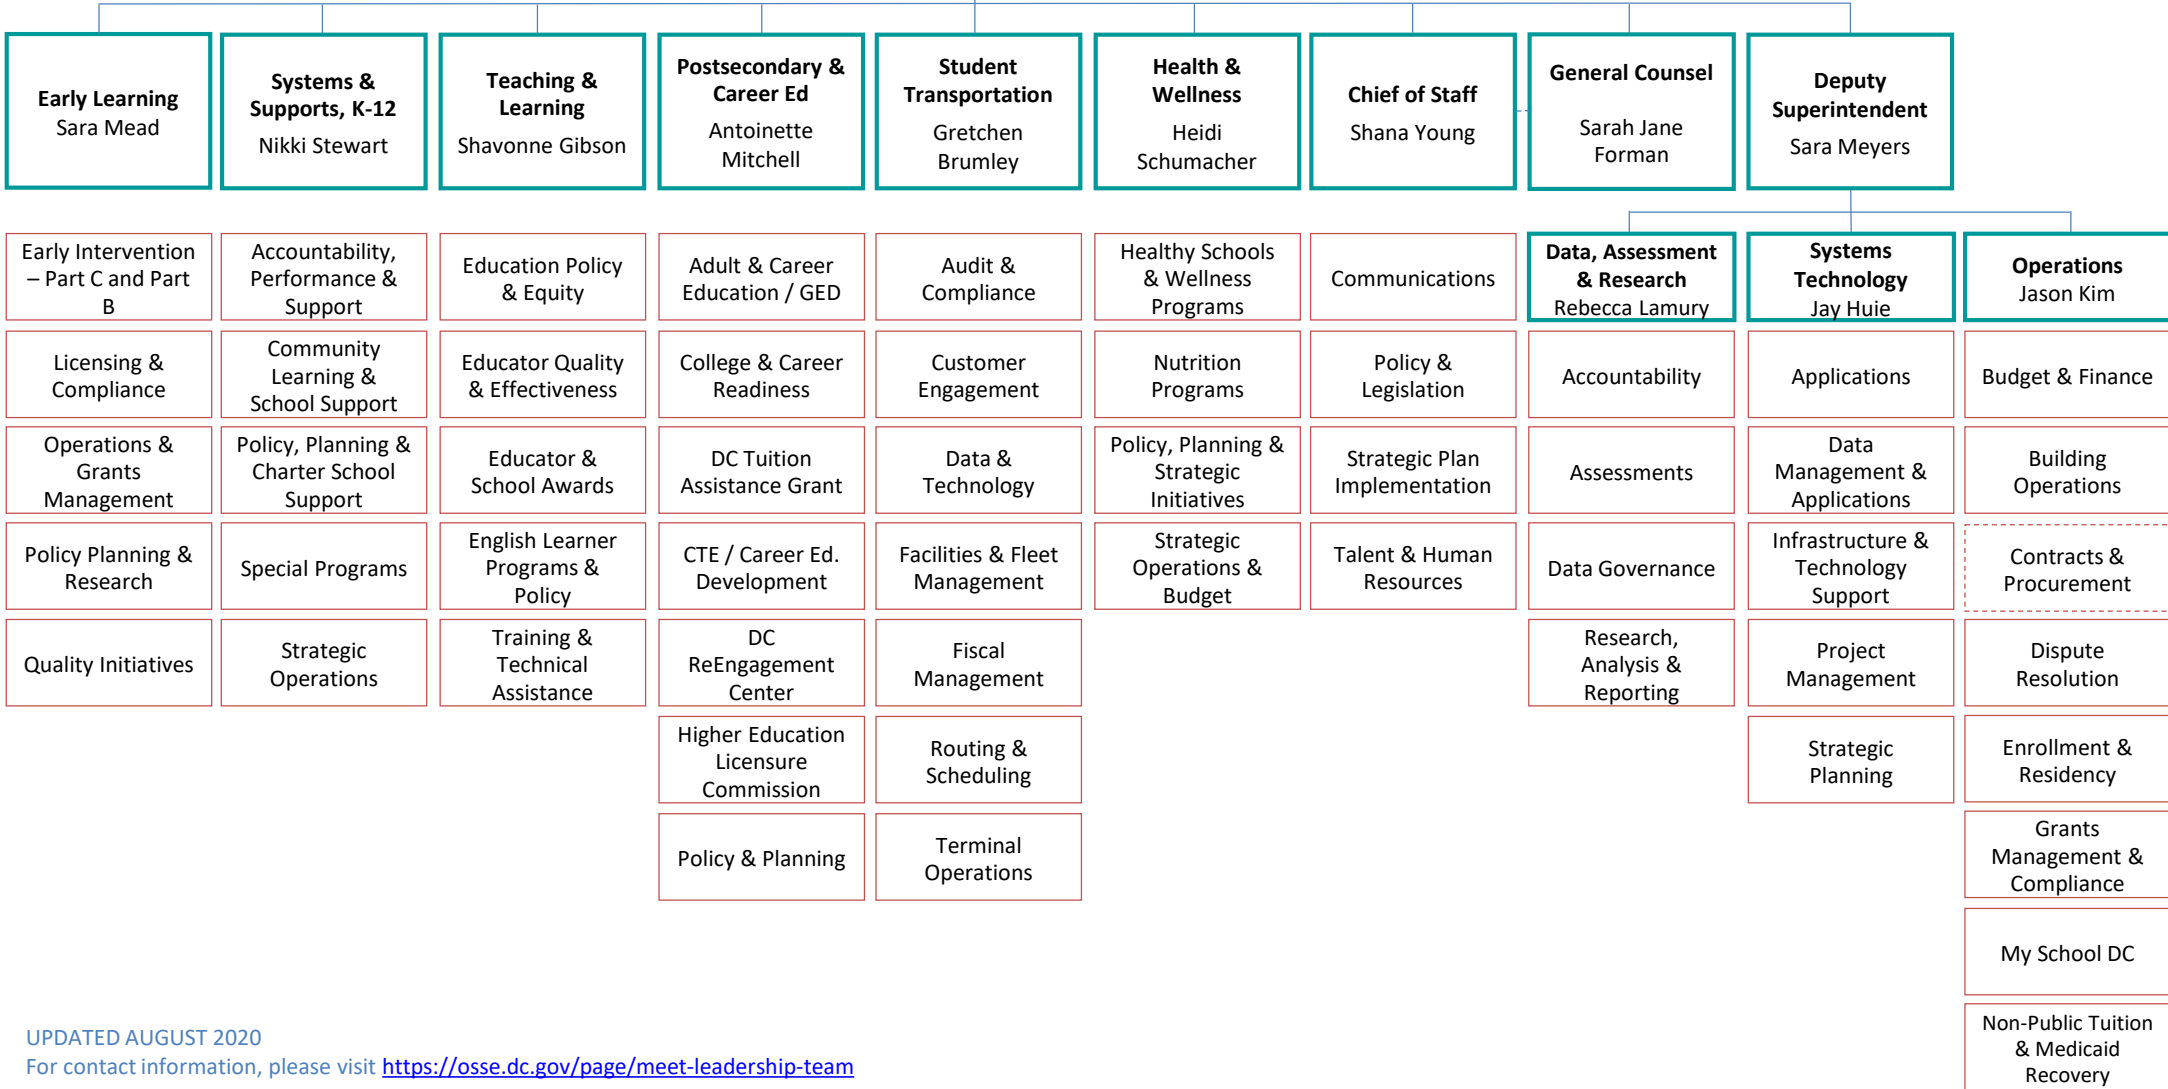 Early Learning
Sara Mead
Systems &
Supports, K-12
Nikki Stewart
Teaching &
Learning
Shavonne Gibson
Postsecondary &
Career Ed
Antoinette
Mitchell
Student
Transportation
Gretchen
Brumley
Health &
Wellness
Heidi
Schumacher
Chief of Staff
Shana Young
General Counsel
Sarah Jane
Forman
Deputy
Superintendent
Sara Meyers
Early Intervention
– Part C and Part
B
Licensing &
Compliance
Operations &
Grants
Management
Policy Planning &
Research
Quality Initiatives
Accountability,
Performance &
Support
Community
Learning &
School Support
Policy, Planning &
Charter School
Support
Special Programs
Strategic
Operations
Education Policy
& Equity
Educator Quality
& Effectiveness
Educator &
School Awards
English Learner
Programs &
Policy
Training &
Technical
Assistance
Adult & Career
Education / GED
College & Career
Readiness
DC Tuition
Assistance Grant
CTE / Career Ed.
Development
DC
ReEngagement
Center
Higher Education
Licensure
Commission
Policy & Planning
Audit &
Compliance
Customer
Engagement
Data &
Technology
Facilities & Fleet
Management
Fiscal
Management
Routing &
Scheduling
Terminal
Operations
Healthy Schools
& Wellness
Programs
Nutrition
Programs
Policy, Planning &
Strategic
Initiatives
Strategic
Operations &
Budget
Communications
Policy &
Legislation
Strategic Plan
Implementation
Talent & Human
Resources
Data, Assessment
& Research
Rebecca Lamury
Accountability
Assessments
Data Governance
Research,
Analysis &
Reporting
Systems
Technology
Jay Huie
Applications
Data
Management &
Applications
Infrastructure &
Technology
Support
Project
Management
Strategic
Planning
Operations
Jason Kim
Budget & Finance
Building
Operations
Contracts &
Procurement
Dispute
Resolution
Enrollment &
Residency
Grants
Management &
Compliance
My School DC
Non-Public Tuition
& Medicaid
Recovery
UPDATED AUGUST 2020
For contact information, please visit https://osse.dc.gov/page/meet-leadership-team